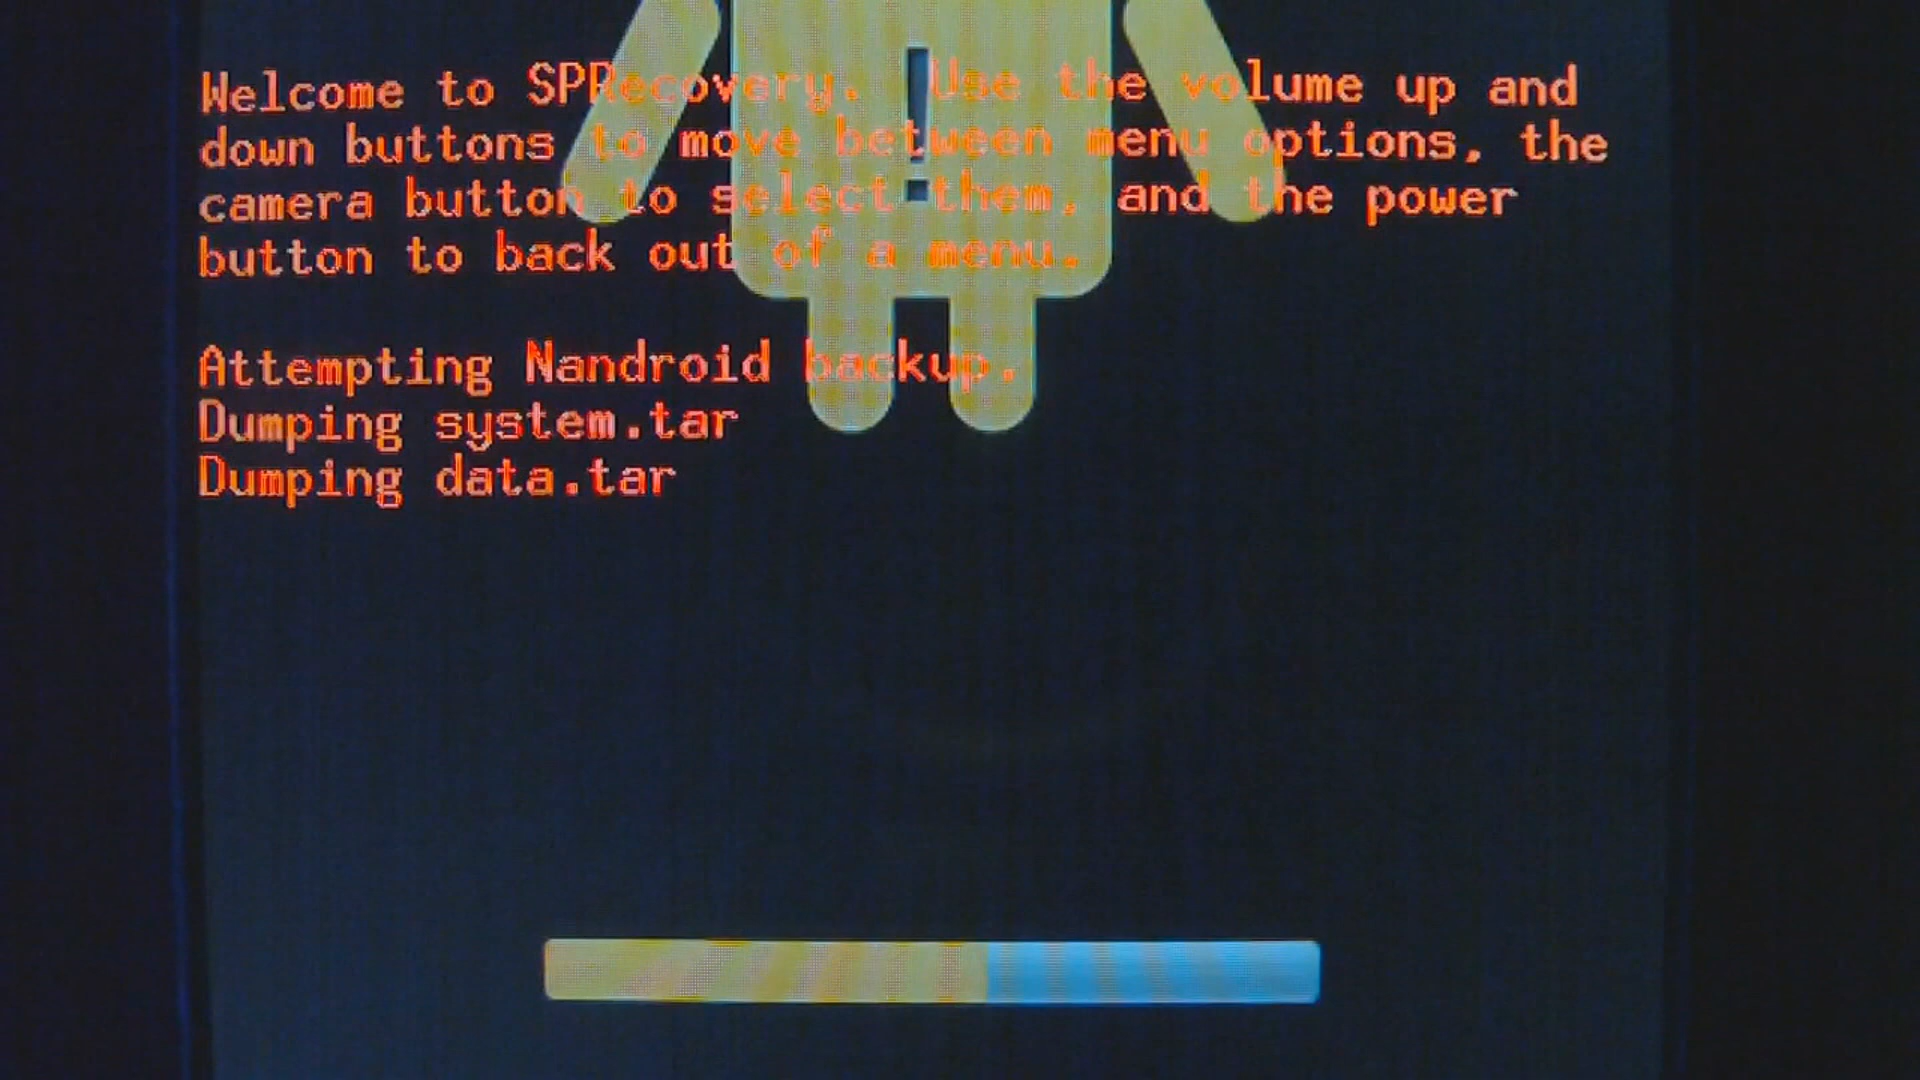 Welcome to SPRecovery. Use the volume up and
down buttons to move between menu options, the
camera button to select them, and the power
button to back out of a menu.
Attempting Nandroid backup.
Dumping system.tar
Dumping data.tar